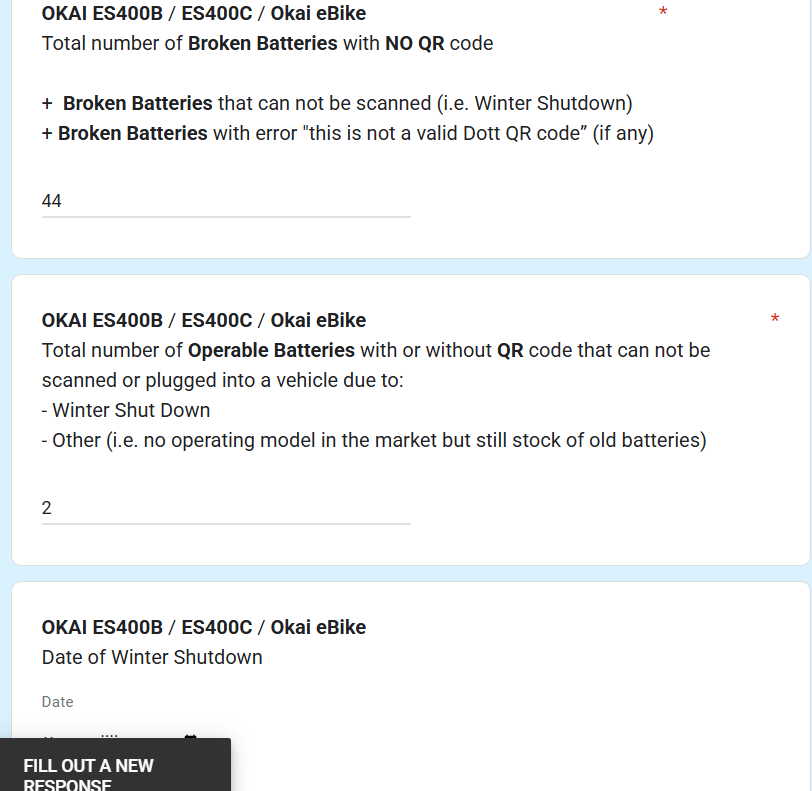 OKAI ES400B / ES400C / Okai eBike *
Total number of Broken Batteries with NO QR code
+ Broken Batteries that can not be scanned (i.e. Winter Shutdown)
+ Broken Batteries with error "this is not a valid Dott QR code” (if any)
44
OKAI ES400B / ES400C / Okai eBike *
Total number of Operable Batteries with or without QR code that can not be
scanned or plugged into a vehicle due to:
- Winter Shut Down
- Other (i.e. no operating model in the market but still stock of old batteries)
2
OKAI ES400B / ES400C / Okai eBike
Date of Winter Shutdown
Date
FILL OUT A NEW
RESPONSE